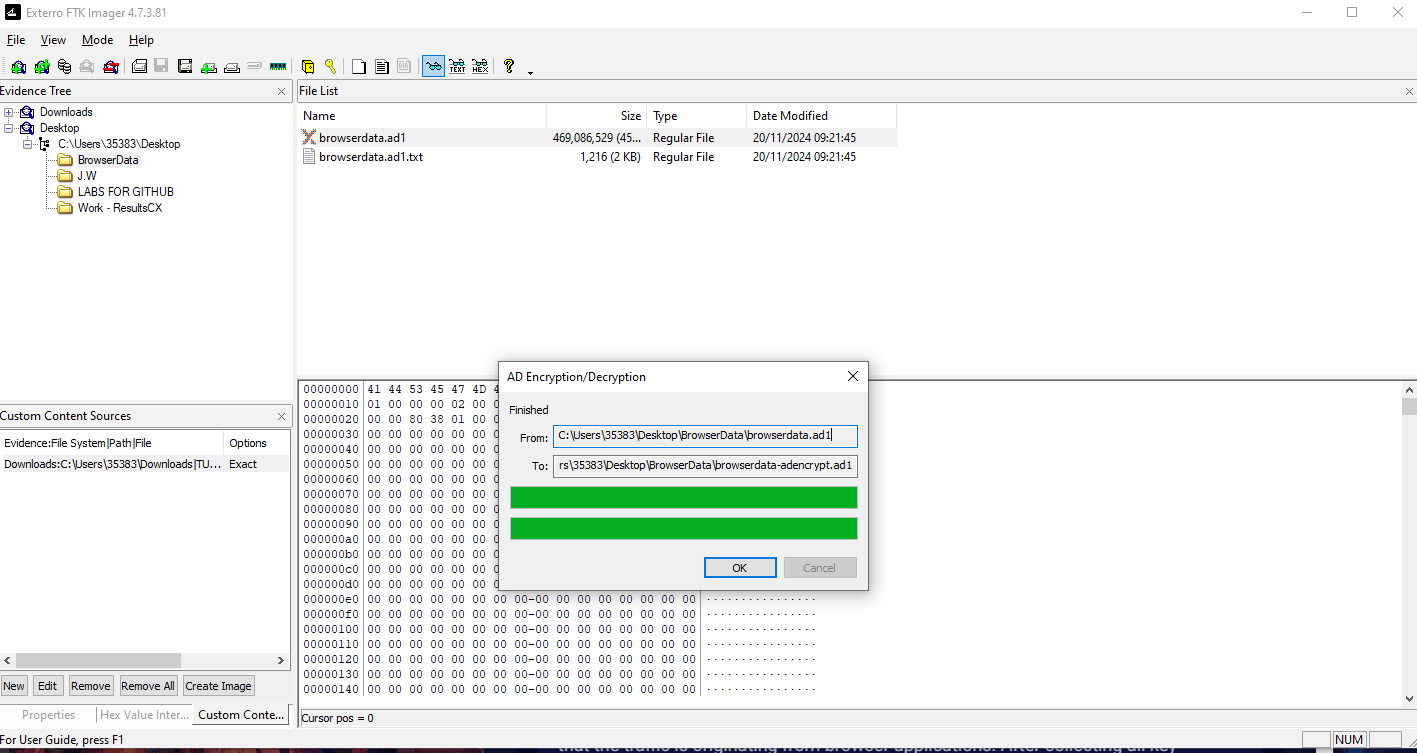 Exterro FTK Imager 4.7.3.81
File View Mode Help
Evidence Tree
Downloads
Desktop
C:\Users\35383\Desktop
BrowserData
J.W
LABS FOR GITHUB
Work - ResultsCX
File List
Name Size Type Date Modified
browserdata.ad1 469,086,529 (45... Regular File 20/11/2024 09:21:45
browserdata.ad1.txt 1,216 (2 KB) Regular File 20/11/2024 09:21:45
Custom Content Sources
Evidence:File System|Path|File Options
Downloads:C:\Users\35383\Downloads|TU... Exact
New Edit Remove Remove All Create Image
Properties Hex Value Inter... Custom Conte...
00000000 41 44 53 45 47 4D
00000010 01 00 00 00 02 00
00000020 00 00 80 38 01 00
00000030 00 00 00 00 00 00
00000040 00 00 00 00 00 00
00000050 00 00 00 00 00 00
00000060 00 00 00 00 00 00
00000070 00 00 00 00 00 00
00000080 00 00 00 00 00 00
00000090 00 00 00 00 00 00
000000a0 00 00 00 00 00 00
000000b0 00 00 00 00 00 00
000000c0 00 00 00 00 00 00
000000d0 00 00 00 00 00 00
000000e0 00 00 00 00 00 00 00 00-00 00 00 00 00 00 00 00 ················
000000f0 00 00 00 00 00 00 00 00-00 00 00 00 00 00 00 00 ················
00000100 00 00 00 00 00 00 00 00-00 00 00 00 00 00 00 00 ················
00000110 00 00 00 00 00 00 00 00-00 00 00 00 00 00 00 00 ················
00000120 00 00 00 00 00 00 00 00-00 00 00 00 00 00 00 00 ················
00000130 00 00 00 00 00 00 00 00-00 00 00 00 00 00 00 00 ················
00000140 00 00 00 00 00 00 00 00-00 00 00 00 00 00 00 00 ················
AD Encryption/Decryption
Finished
From: C:\Users\35383\Desktop\BrowserData\browserdata.ad1
To: rs\35383\Desktop\BrowserData\browserdata-adencrypt.ad1
OK Cancel
Cursor pos = 0
For User Guide, press F1
NUM
that the traffic is originating from browser applications. After collecting all key